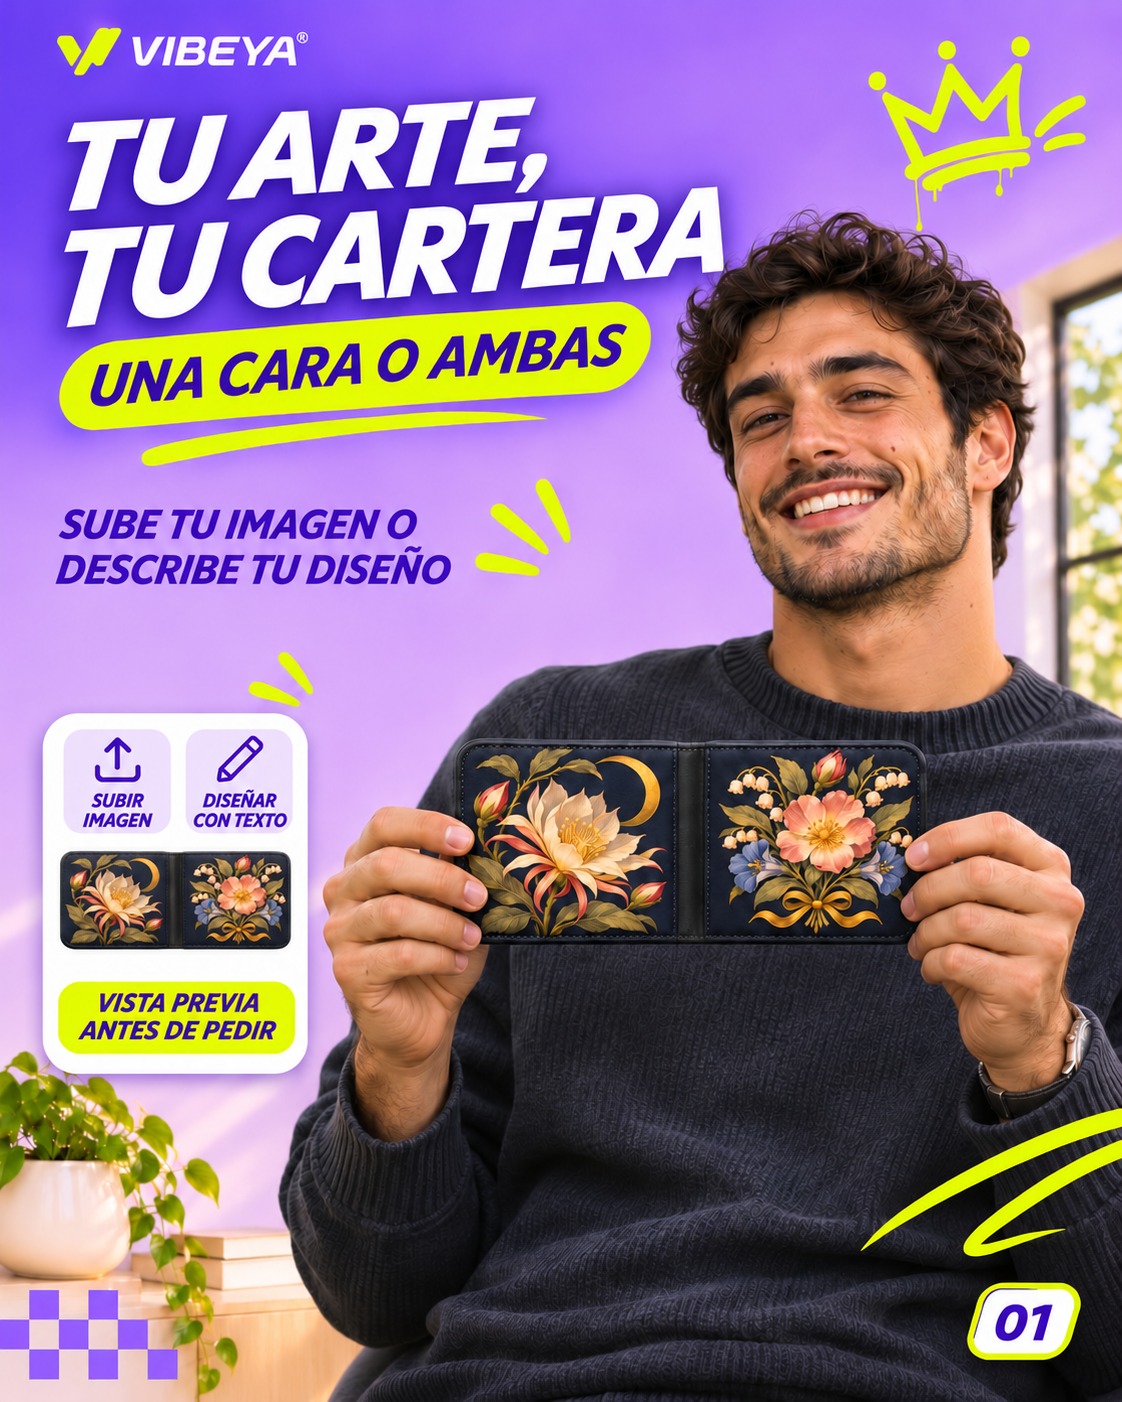 VIBEYA®
TU ARTE,
TU CARTERA
UNA CARA O AMBAS
SUBE TU IMAGEN O
DESCRIBE TU DISEÑO
SUBIR
IMAGEN
DISEÑAR
CON TEXTO
VISTA PREVIA
ANTES DE PEDIR
01